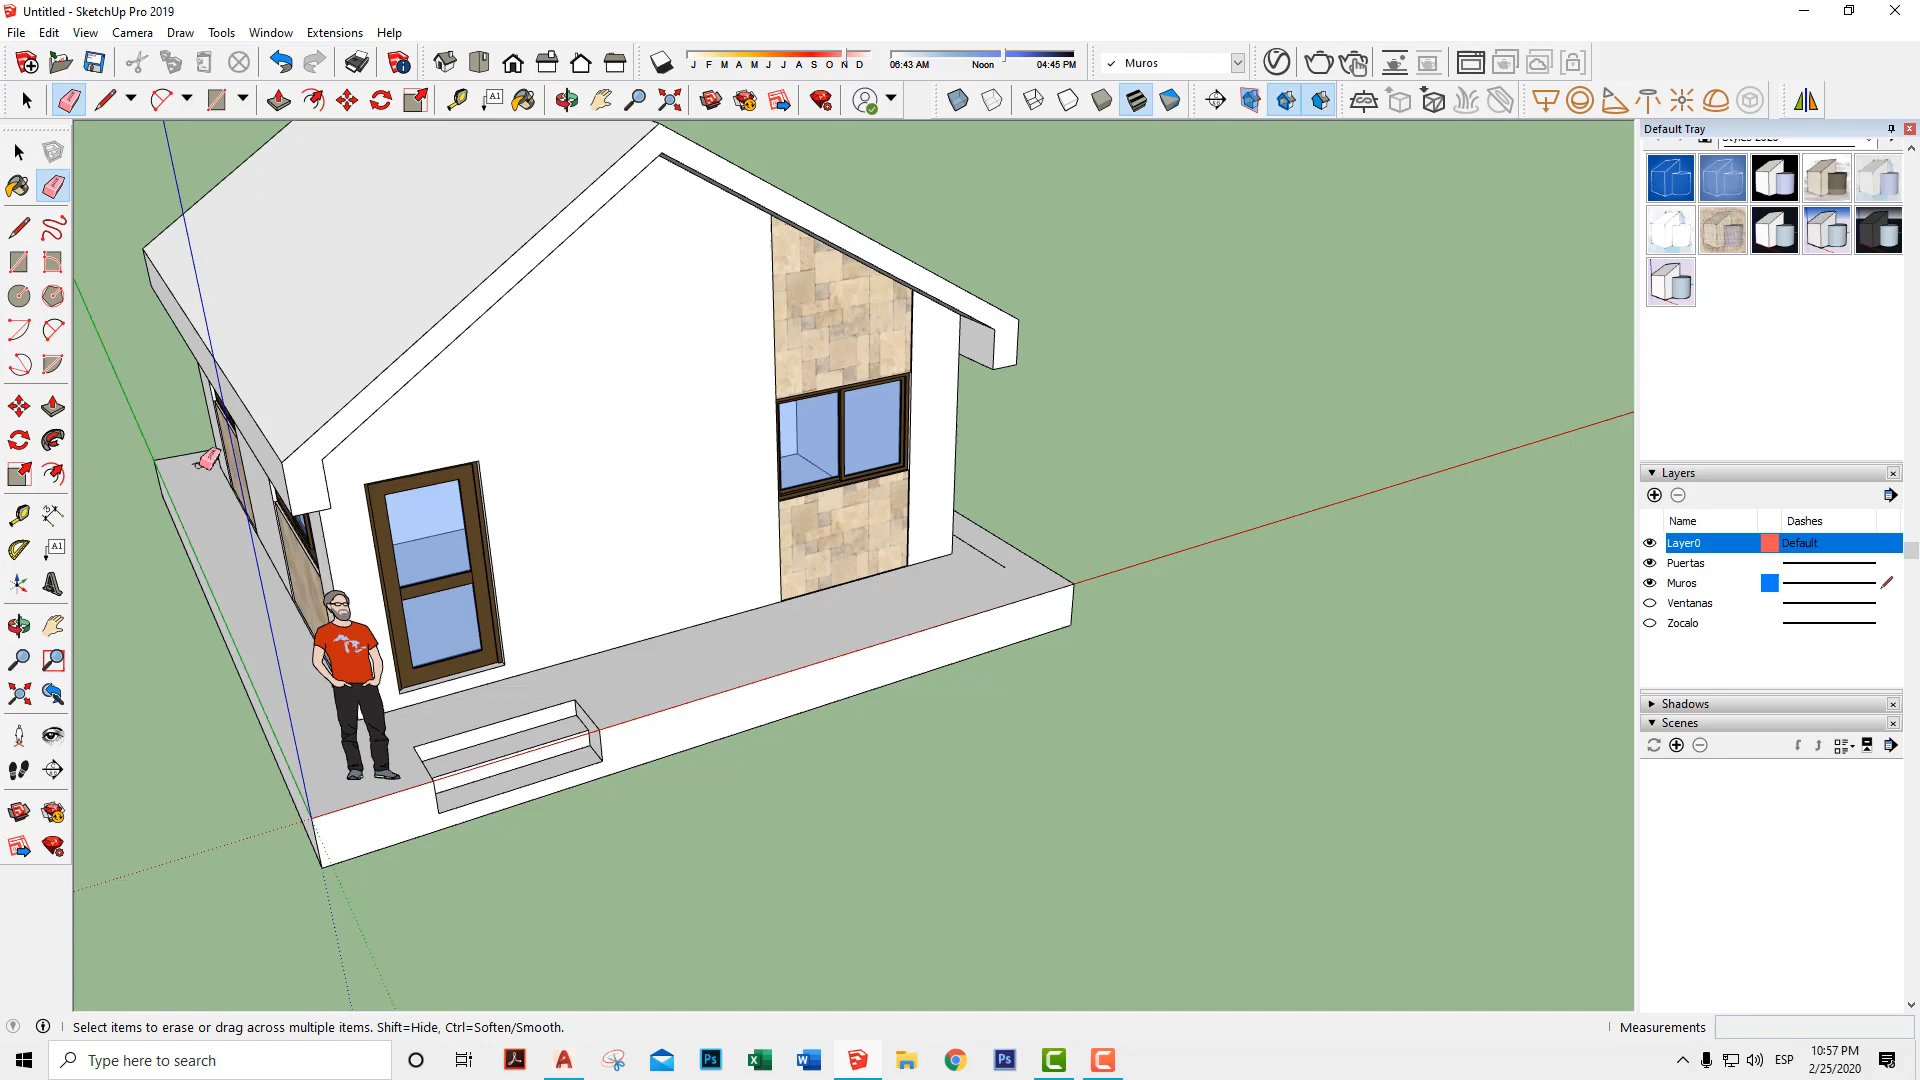 Untitled - SketchUp Pro 2019
File Edit View Camera Draw Tools Window Extensions Help
J F M A M J J A S O N D
06:43 AM Noon 04:45 PM
✓ Muros
A1
Default Tray
A1
Layers
Name Dashes
Layer0 Default
Puertas
Muros
Ventanas
Zocalo
Shadows
Scenes
Select items to erase or drag across multiple items. Shift=Hide, Ctrl=Soften/Smooth.
Measurements
Type here to search
ESP
10:57 PM
2/25/2020